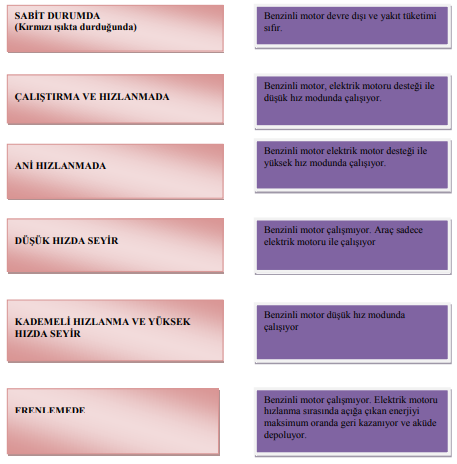 SABİT DURUMDA
(Kırmızı ışıkta durduğunda)
Benzinli motor devre dışı ve yakıt tüketimi
sıfır.
ÇALIŞTIRMA VE HIZLANMADA
Benzinli motor, elektrik motoru desteği ile
düşük hız modunda çalışıyor.
ANİ HIZLANMADA
Benzinli motor elektrik motor desteği ile
yüksek hız modunda çalışıyor.
DÜŞÜK HIZDA SEYİR
Benzinli motor çalışmıyor. Araç sadece
elektrik motoru ile çalışıyor
KADEMELİ HIZLANMA VE YÜKSEK
HIZDA SEYİR
Benzinli motor düşük hız modunda
çalışıyor
FRENLEMEDE
Benzinli motor çalışmıyor. Elektrik motoru
hızlanma sırasında açığa çıkan enerjiyi
maksimum oranda geri kazanıyor ve aküde
depoluyor.